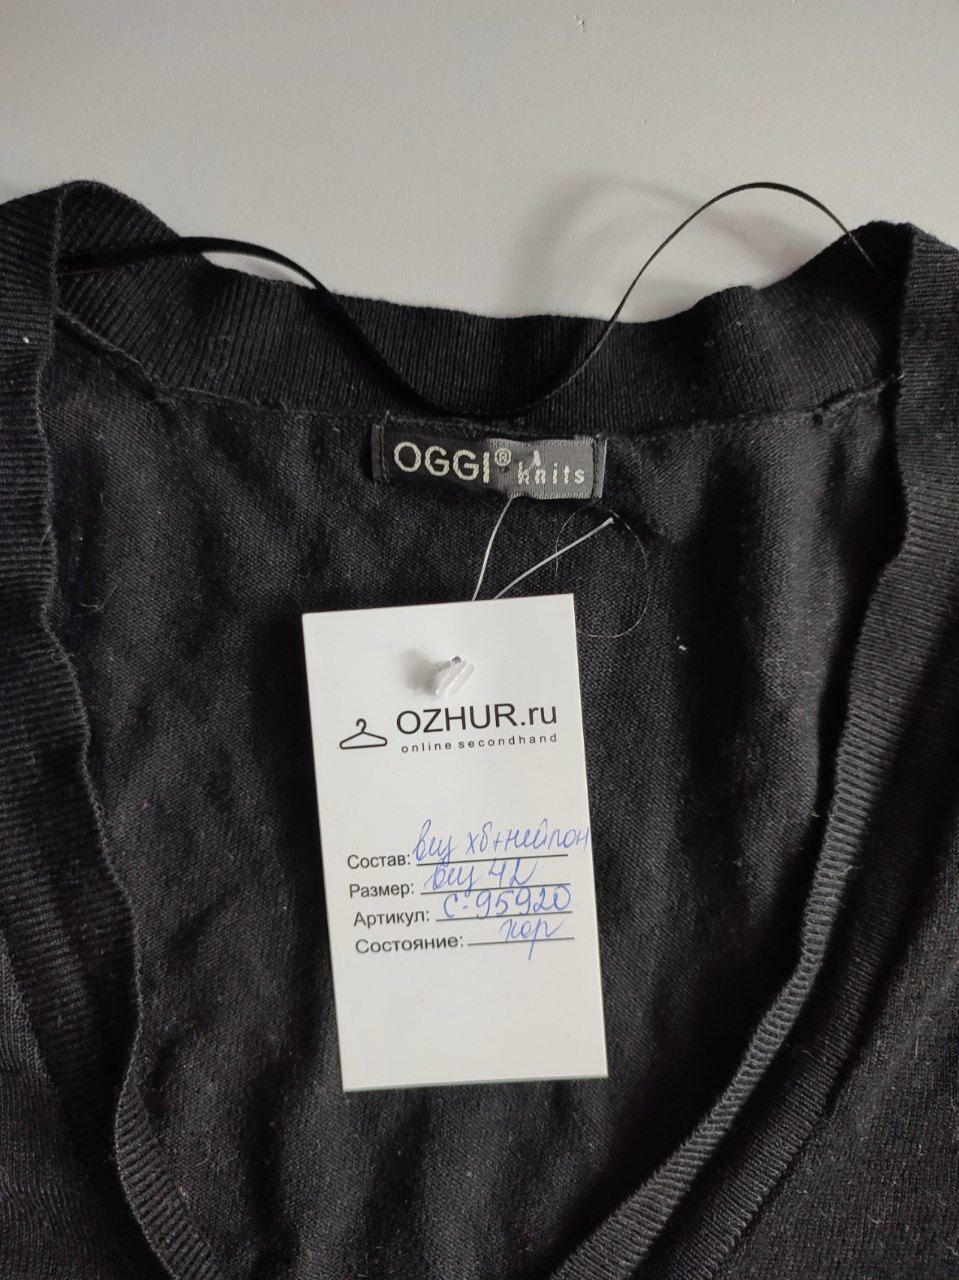 OGGI® knits
OZHUR.ru
online secondhand
Состав: виз хб+нейлон
Размер: виз 42
Артикул: С-95920
Состояние: хор